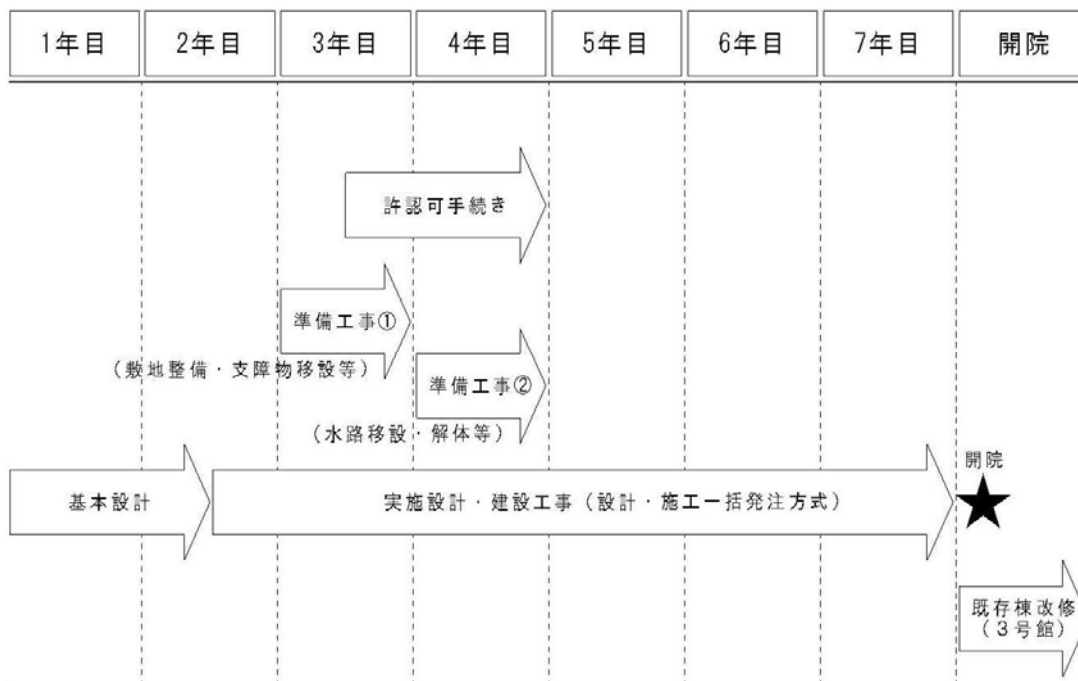 1年目
2年目
3年目
4年目
5年目
6年目
7年目
開院
許認可手続き
準備工事①
(敷地整備・支障物移設等)
準備工事②
(水路移設・解体等)
基本設計
実施設計・建設工事(設計・施工一括発注方式)
開院
既存棟改修
(3号館)